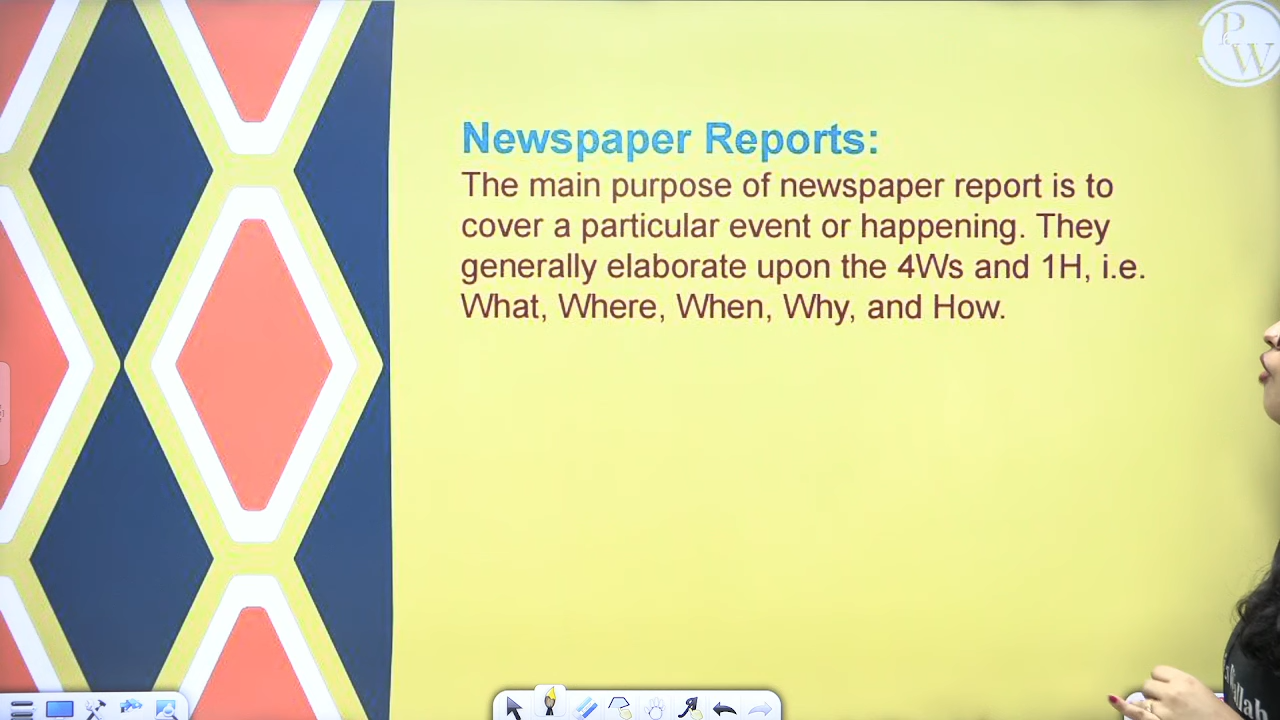 P
W
Newspaper Reports:
The main purpose of newspaper report is to
cover a particular event or happening. They
generally elaborate upon the 4Ws and 1H, i.e.
What, Where, When, Why, and How.